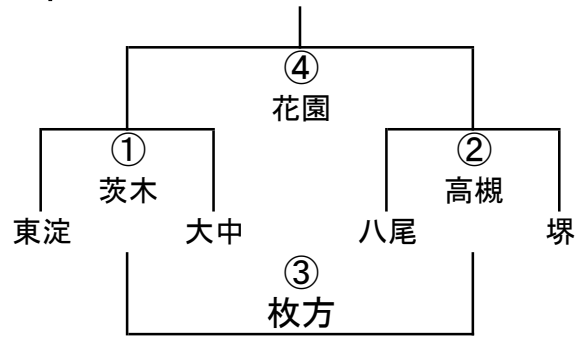 ④
花園
① ②
茨木 高槻
東淀 大中 八尾 堺
③
枚方